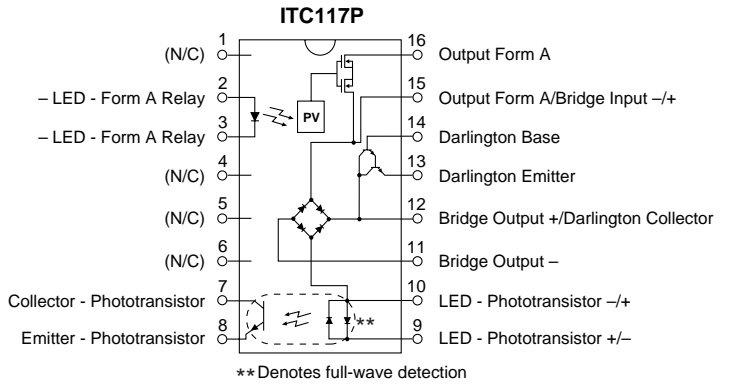 ITC117P
1
(N/C)
2
– LED - Form A Relay
3
– LED - Form A Relay
4
(N/C)
5
(N/C)
6
(N/C)
7
Collector - Phototransistor
8
Emitter - Phototransistor
PV
**
16
Output Form A
15
Output Form A/Bridge Input –/+
14
Darlington Base
13
Darlington Emitter
12
Bridge Output +/Darlington Collector
11
Bridge Output –
10
LED - Phototransistor –/+
9
LED - Phototransistor +/–
**Denotes full-wave detection